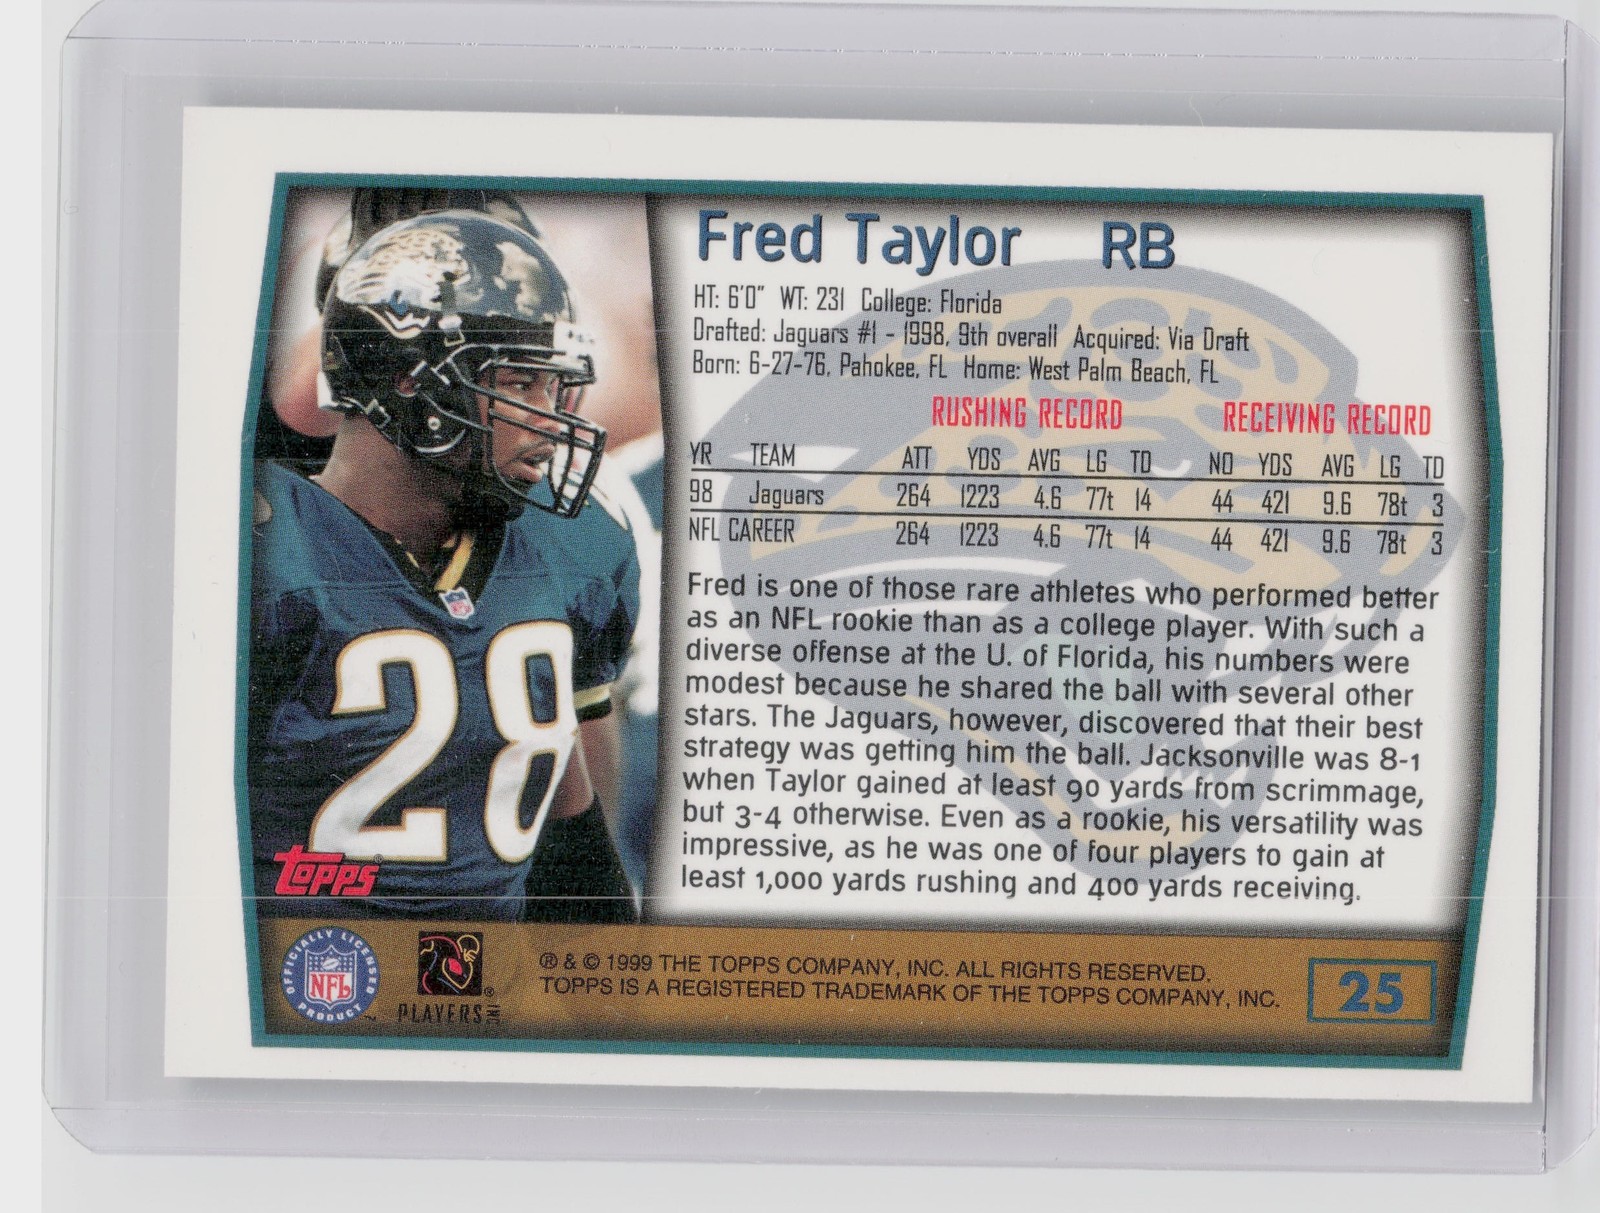 Fred Taylor RB
HT: 6'0" WT: 231 College: Florida
Drafted: Jaguars #1 - 1998, 9th overall Acquired: Via Draft
Born: 6-27-76, Pahokee, FL Home: West Palm Beach, FL
RUSHING RECORD RECEIVING RECORD
YR TEAM ATT YDS AVG LG TD NO YDS AVG LG TD
98 Jaguars 264 1223 4.6 77t 14 44 421 9.6 78t 3
NFL CAREER 264 1223 4.6 77t 14 44 421 9.6 78t 3
Fred is one of those rare athletes who performed better
as an NFL rookie than as a college player. With such a
diverse offense at the U. of Florida, his numbers were
modest because he shared the ball with several other
stars. The Jaguars, however, discovered that their best
strategy was getting him the ball. Jacksonville was 8-1
when Taylor gained at least 90 yards from scrimmage,
but 3-4 otherwise. Even as a rookie, his versatility was
impressive, as he was one of four players to gain at
least 1,000 yards rushing and 400 yards receiving.
28
Topps®
OFFICIALLY LICENSED
NFL
PRODUCT
PLAYERS INC ®
® & © 1999 THE TOPPS COMPANY, INC. ALL RIGHTS RESERVED.
TOPPS IS A REGISTERED TRADEMARK OF THE TOPPS COMPANY, INC.
25